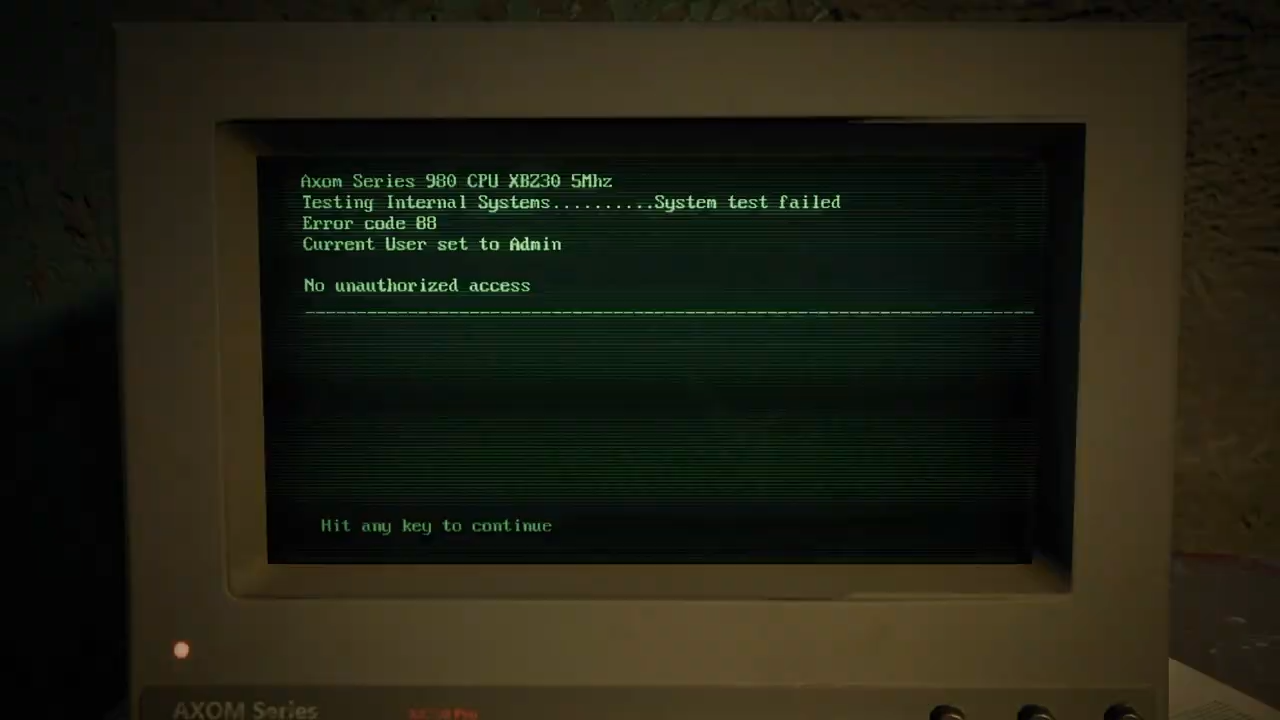 Axom Series 980 CPU XBZ30 5Mhz
Testing Internal Systems..........System test failed
Error code 88
Current User set to Admin
No unauthorized access
Hit any key to continue
AXOM Series